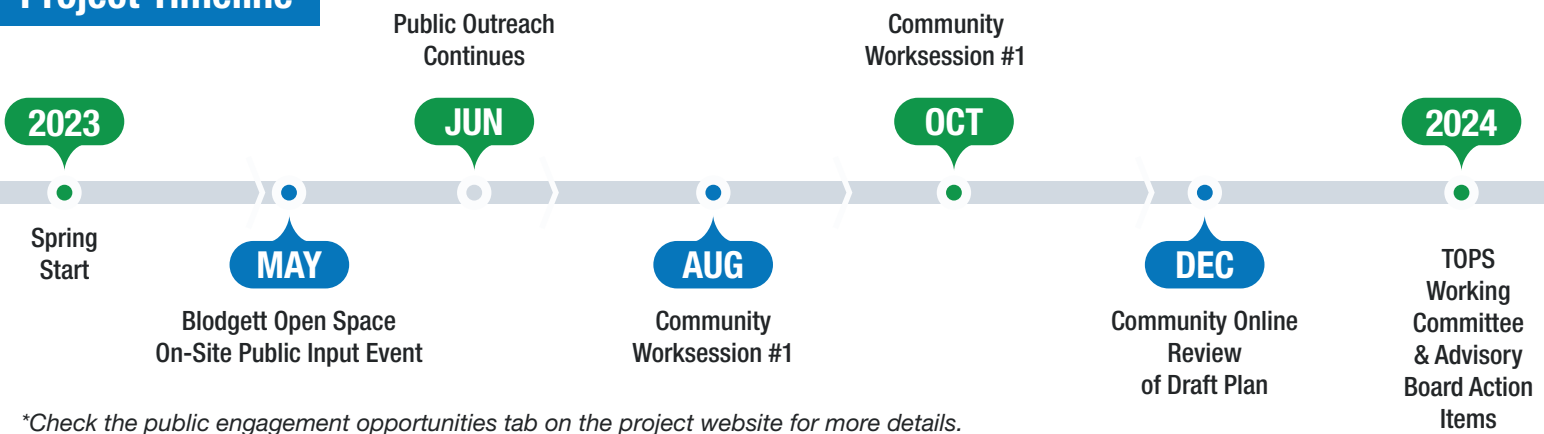 Project Timeline
Public Outreach
Continues
Community
Worksession #1
2023
JUN
OCT
2024
Spring
Start
MAY
Blodgett Open Space
On-Site Public Input Event
AUG
Community
Worksession #1
DEC
Community Online
Review
of Draft Plan
TOPS
Working
Committee
& Advisory
Board Action
Items
*Check the public engagement opportunities tab on the project website for more details.